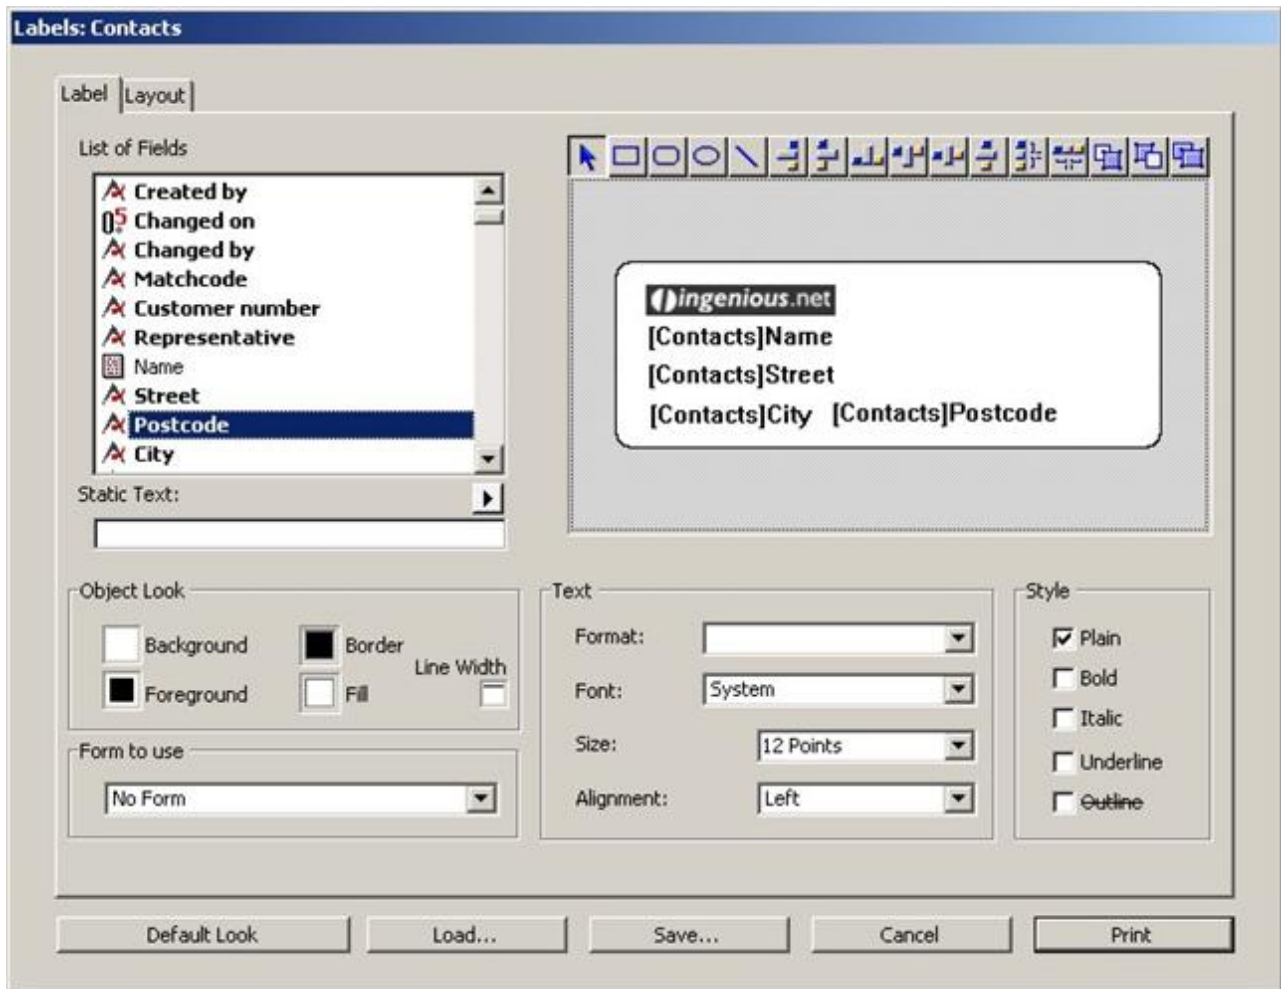 Labels: Contacts
Label Layout
List of Fields
Created by
Changed on
Changed by
Matchcode
Customer number
Representative
Name
Street
Postcode
City
Static Text:
ingenious.net
[Contacts]Name
[Contacts]Street
[Contacts]City [Contacts]Postcode
Object Look
Background
Border
Line Width
Foreground
Fill
Form to use
No Form
Text
Format:
Font: System
Size: 12 Points
Alignment: Left
Style
Plain
Bold
Italic
Underline
Outline
Default Look Load... Save... Cancel Print